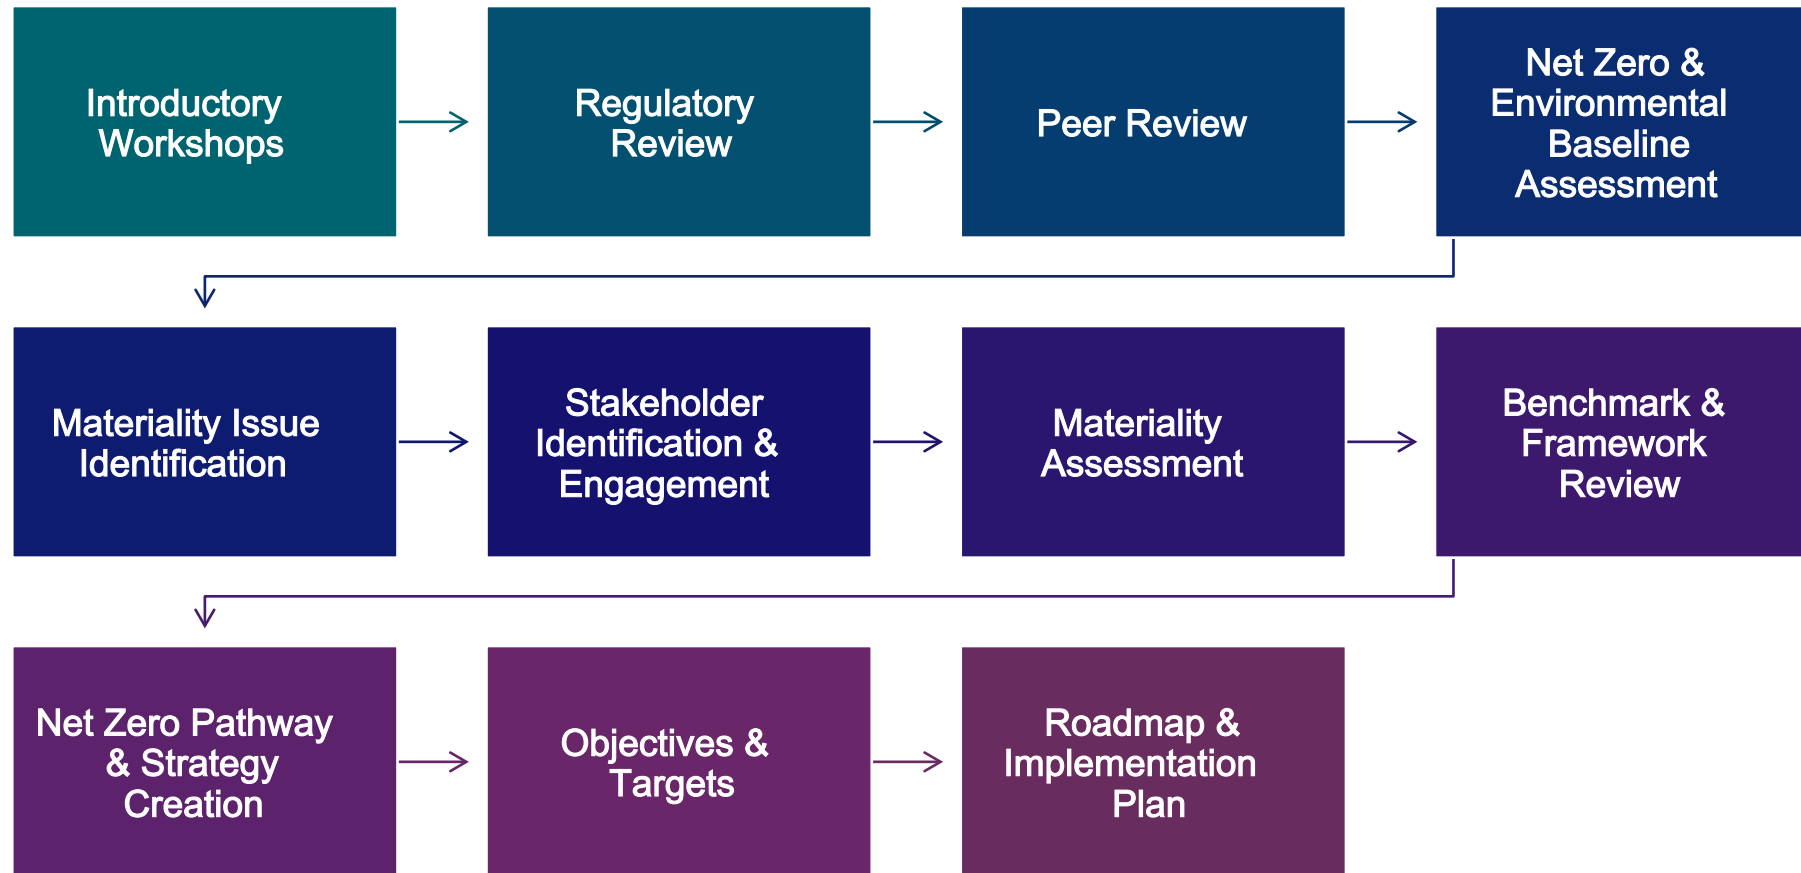 Introductory
Workshops
Regulatory
Review
Peer Review
Net Zero &
Environmental
Baseline
Assessment
Materiality Issue
Identification
Stakeholder
Identification &
Engagement
Materiality
Assessment
Benchmark &
Framework
Review
Net Zero Pathway
& Strategy
Creation
Objectives &
Targets
Roadmap &
Implementation
Plan